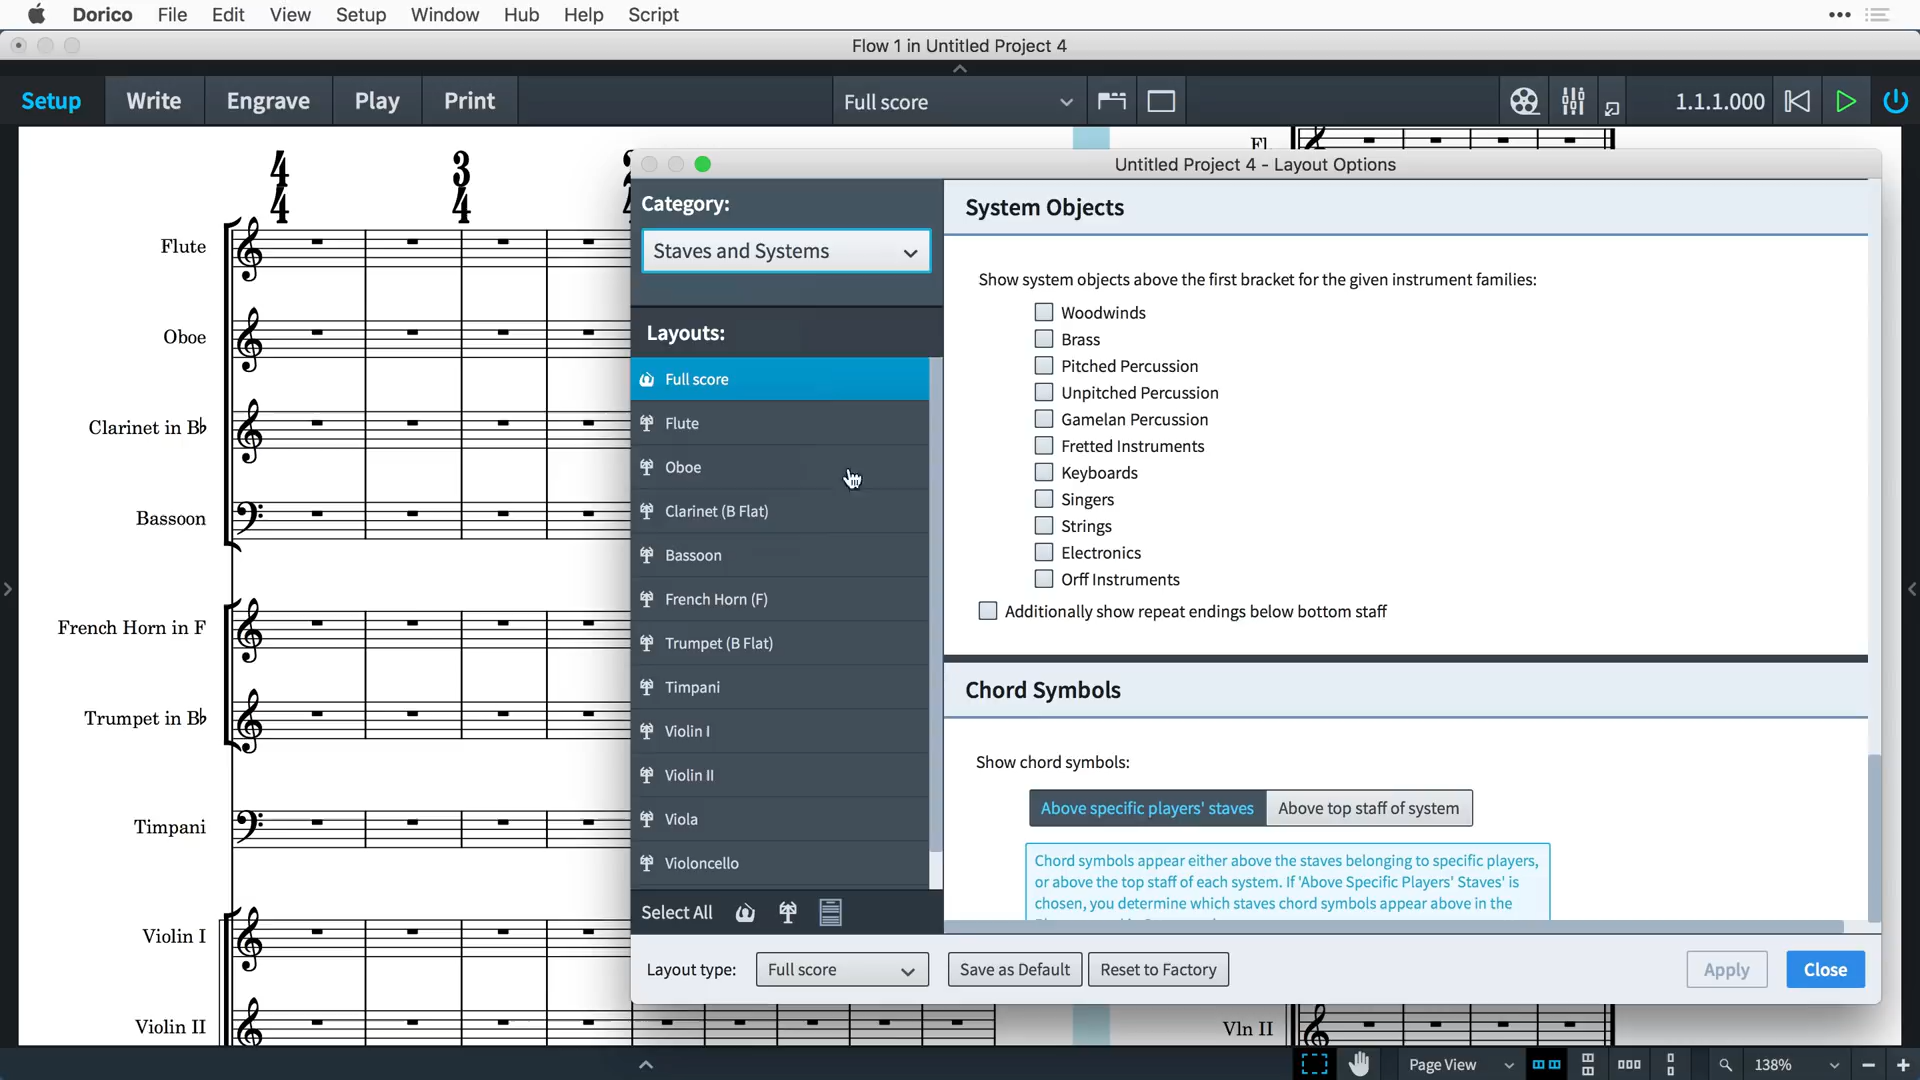 Dorico File Edit View Setup Window Hub Help Script
Flow 1 in Untitled Project 4
Setup Write Engrave Play Print Full score 1.1.1.000
4 3
4 4
Flute
Oboe
Clarinet in B♭
Bassoon
French Horn in F
Trumpet in B♭
Timpani
Violin I
Violin II
Fl
Untitled Project 4 - Layout Options
Category:
Staves and Systems
Layouts:
Full score
Flute
Oboe
Clarinet (B Flat)
Bassoon
French Horn (F)
Trumpet (B Flat)
Timpani
Violin I
Violin II
Viola
Violoncello
Select All
System Objects
Show system objects above the first bracket for the given instrument families:
Woodwinds
Brass
Pitched Percussion
Unpitched Percussion
Gamelan Percussion
Fretted Instruments
Keyboards
Singers
Strings
Electronics
Orff Instruments
Additionally show repeat endings below bottom staff
Chord Symbols
Show chord symbols:
Above specific players' staves Above top staff of system
Chord symbols appear either above the staves belonging to specific players,
or above the top staff of each system. If 'Above Specific Players' Staves' is
chosen, you determine which staves chord symbols appear above in the
Layout type: Full score Save as Default Reset to Factory Apply Close
Vln II
Page View 138%